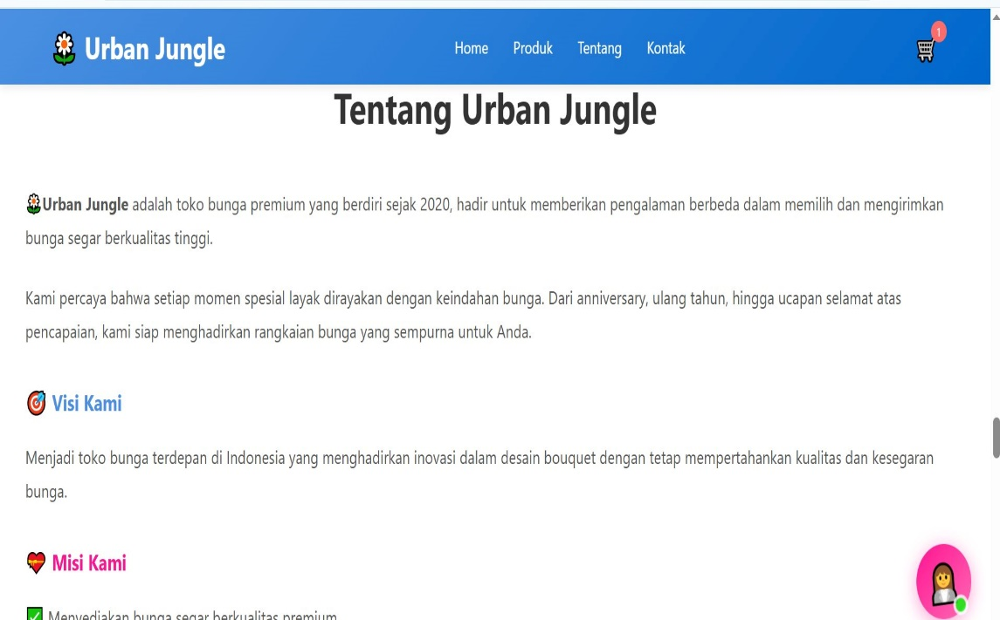 Urban Jungle
Home Produk Tentang Kontak
1
Tentang Urban Jungle
Urban Jungle adalah toko bunga premium yang berdiri sejak 2020, hadir untuk memberikan pengalaman berbeda dalam memilih dan mengirimkan
bunga segar berkualitas tinggi.
Kami percaya bahwa setiap momen spesial layak dirayakan dengan keindahan bunga. Dari anniversary, ulang tahun, hingga ucapan selamat atas
pencapaian, kami siap menghadirkan rangkaian bunga yang sempurna untuk Anda.
Visi Kami
Menjadi toko bunga terdepan di Indonesia yang menghadirkan inovasi dalam desain bouquet dengan tetap mempertahankan kualitas dan kesegaran
bunga.
Misi Kami
Menyediakan bunga segar berkualitas premium